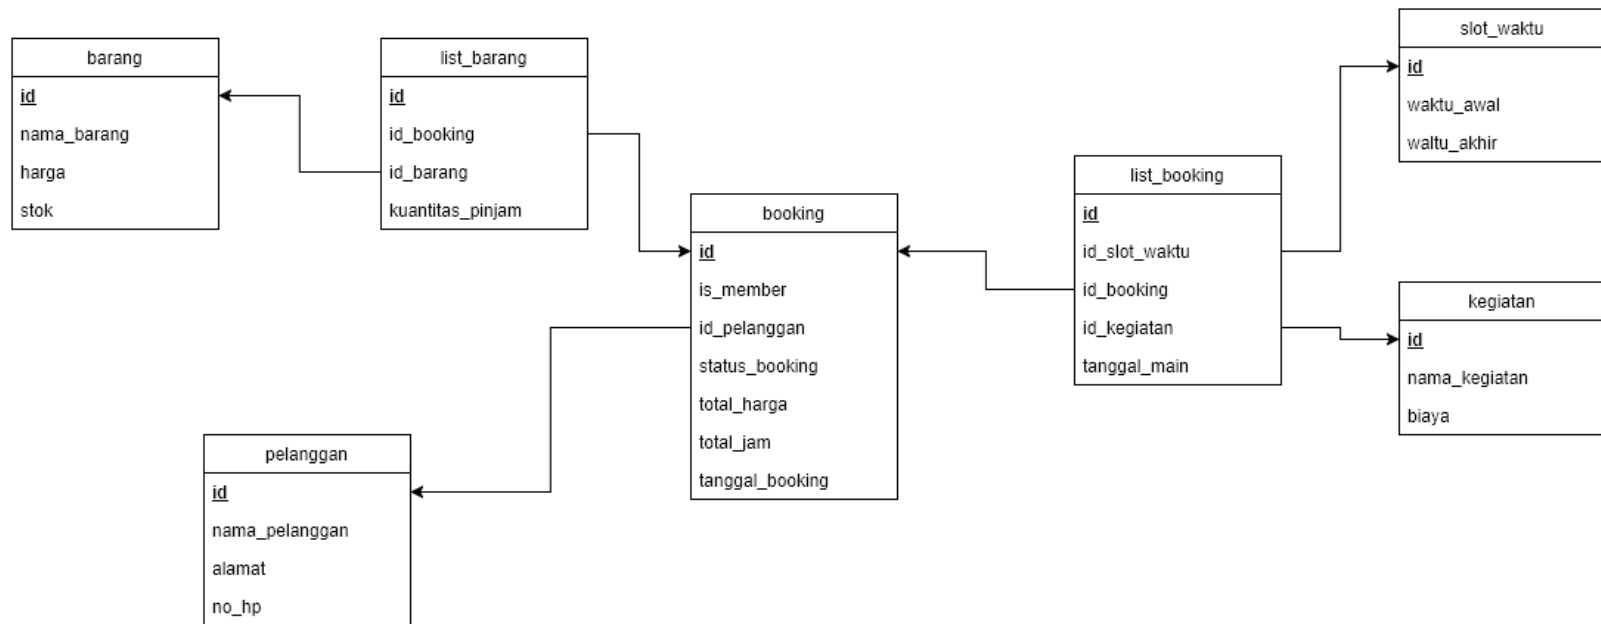 barang
id
nama_barang
harga
stok
list_barang
id
id_booking
id_barang
kuantitas_pinjam
booking
id
is_member
id_pelanggan
status_booking
total_harga
total_jam
tanggal_booking
pelanggan
id
nama_pelanggan
alamat
no_hp
list_booking
id
id_slot_waktu
id_booking
id_kegiatan
tanggal_main
slot_waktu
id
waktu_awal
waltu_akhir
kegiatan
id
nama_kegiatan
biaya